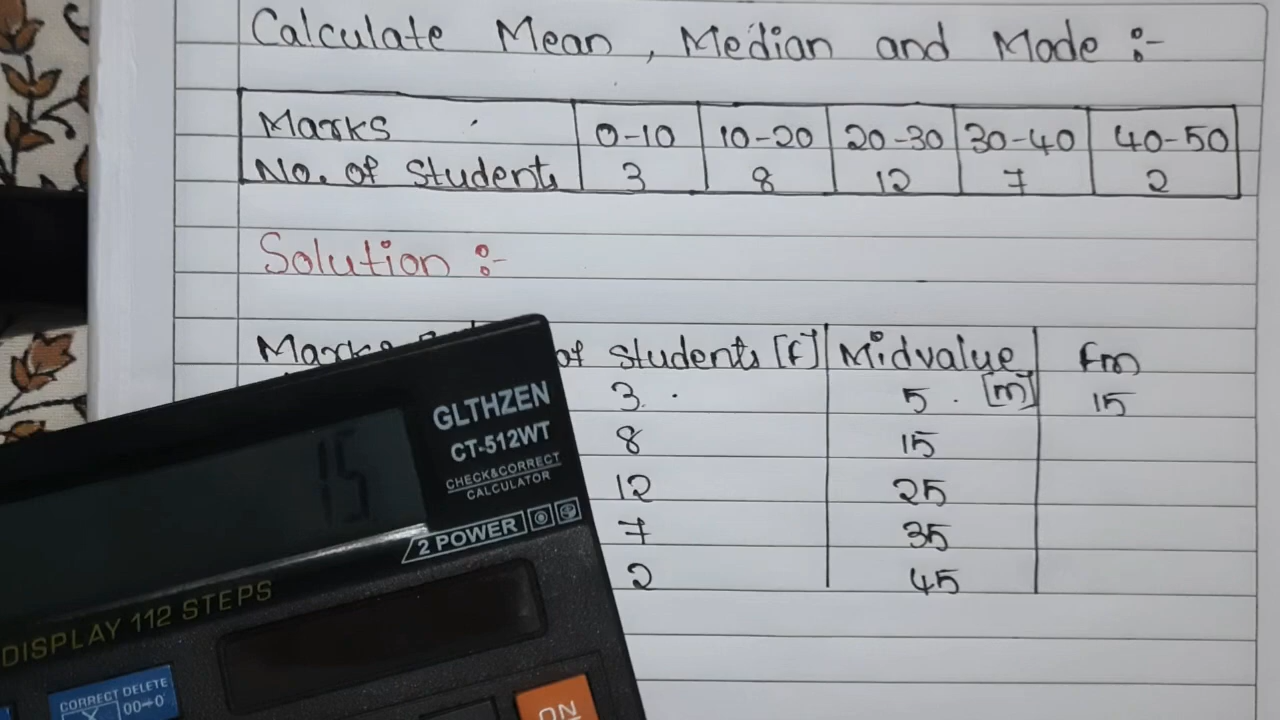 Calculate Mean, Median and Mode :-
Marks 0-10 10-20 20-30 30-40 40-50
No. of Students 3 8 12 7 2
Solution :-
Marks of Students [f] Midvalue [m] Fm
3 5 15
8 15
12 25
7 35
2 45
15
GLTHZEN
CT-512WT
CHECK&CORRECT
CALCULATOR
2 POWER
DISPLAY 112 STEPS
CORRECT DELETE
00→0
ON